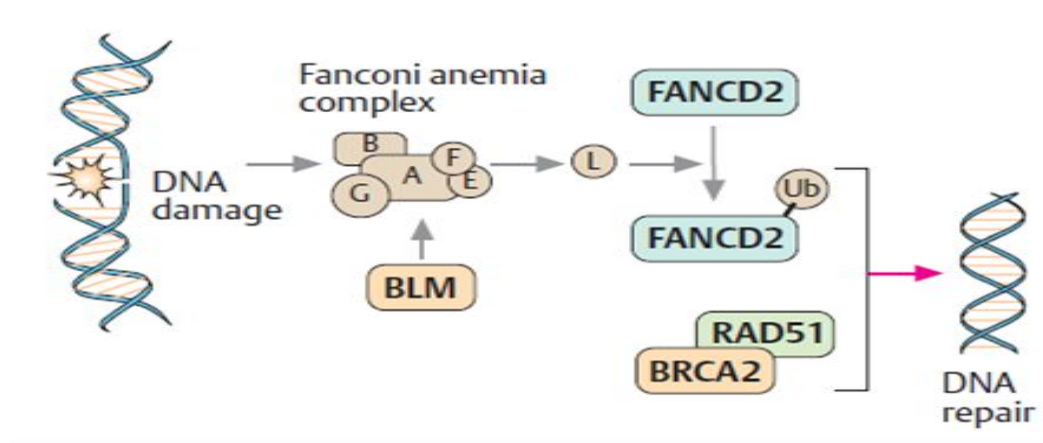 Fanconi anemia
complex
DNA
damage
B
A
F
E
G
L
BLM
FANCD2
Ub
FANCD2
RAD51
BRCA2
DNA
repair